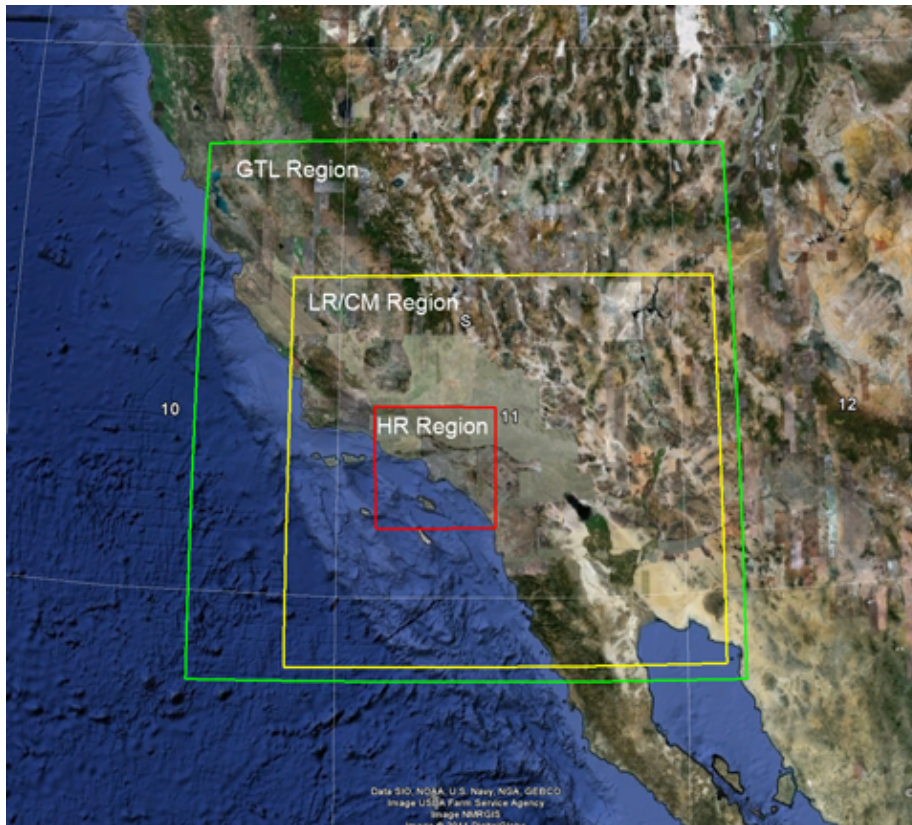 GTL Region
LR/CM Region
S
10
HR Region
11
12
Data SIO, NOAA, U.S. Navy, NGA, GEBCO
Image USDA Farm Service Agency
Image NMRGIS